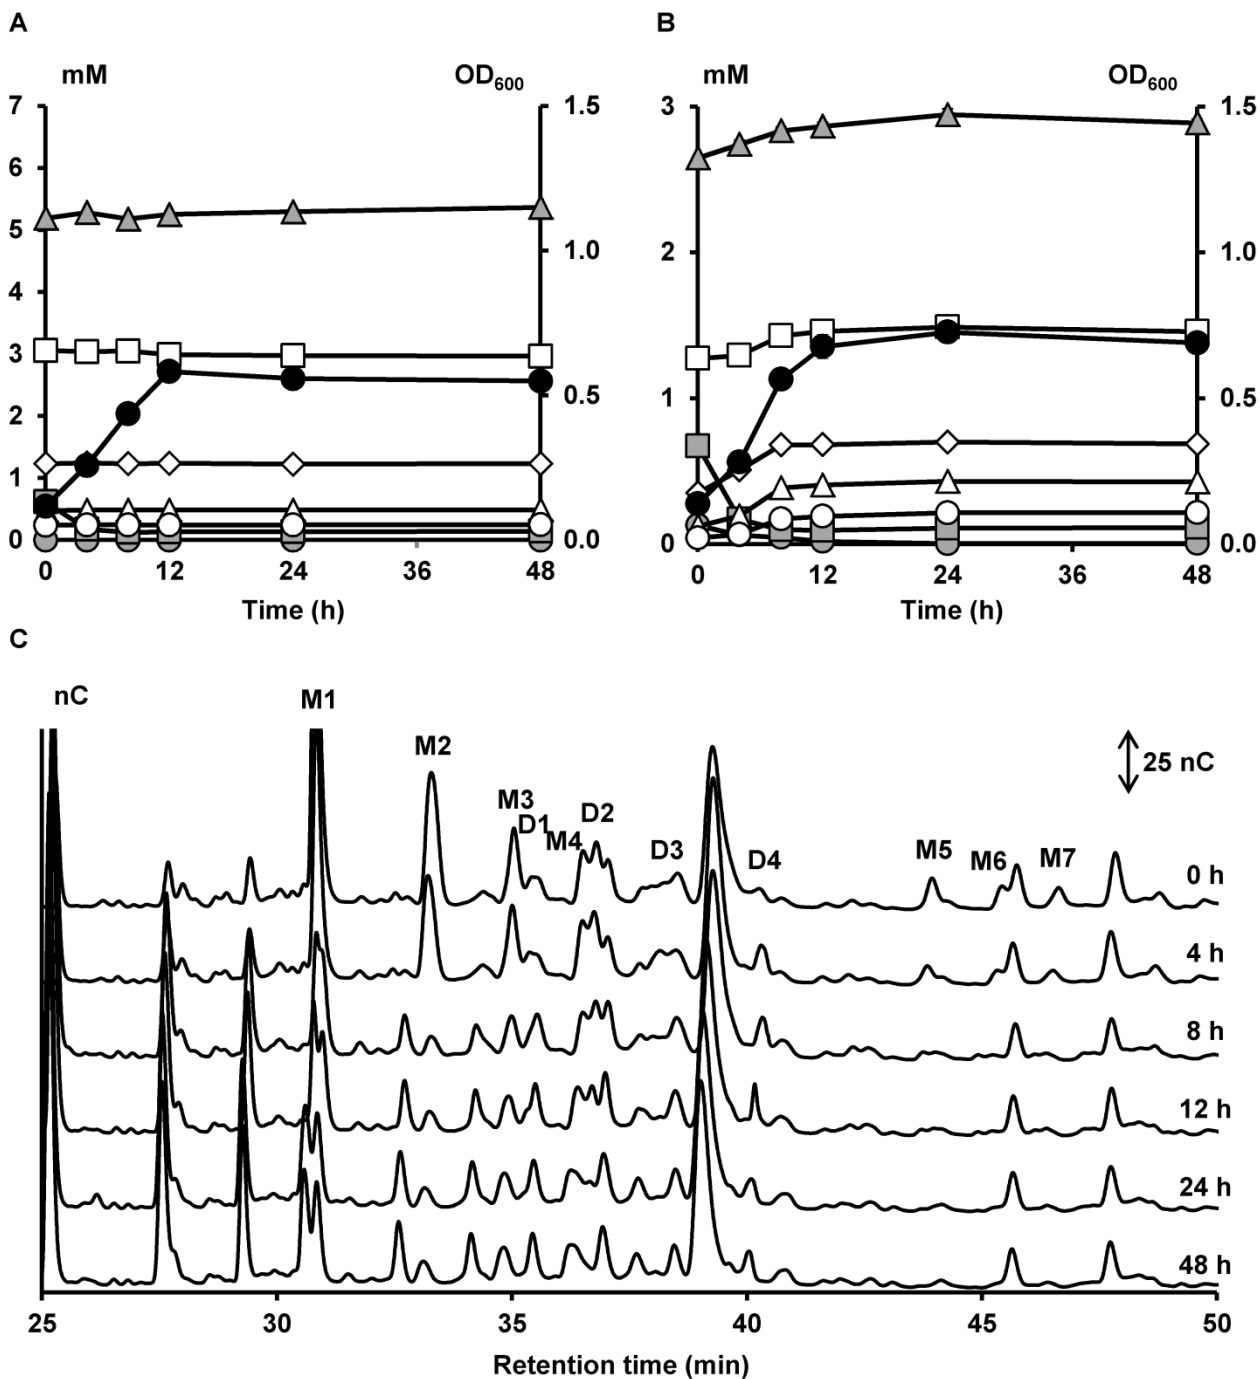 A
B
mM OD600
mM OD600
7 1.5
6
5 1.0
4
3
2 0.5
1
0 0.0
0 12 24 36 48
Time (h)
3 1.5
2 1.0
1 0.5
0 0.0
0 12 24 36 48
Time (h)
C
nC
M1
M2
M3
D1
M4
D2
D3
D4
M5
M6
M7
25 nC
0 h
4 h
8 h
12 h
24 h
48 h
25 30 35 40 45 50
Retention time (min)